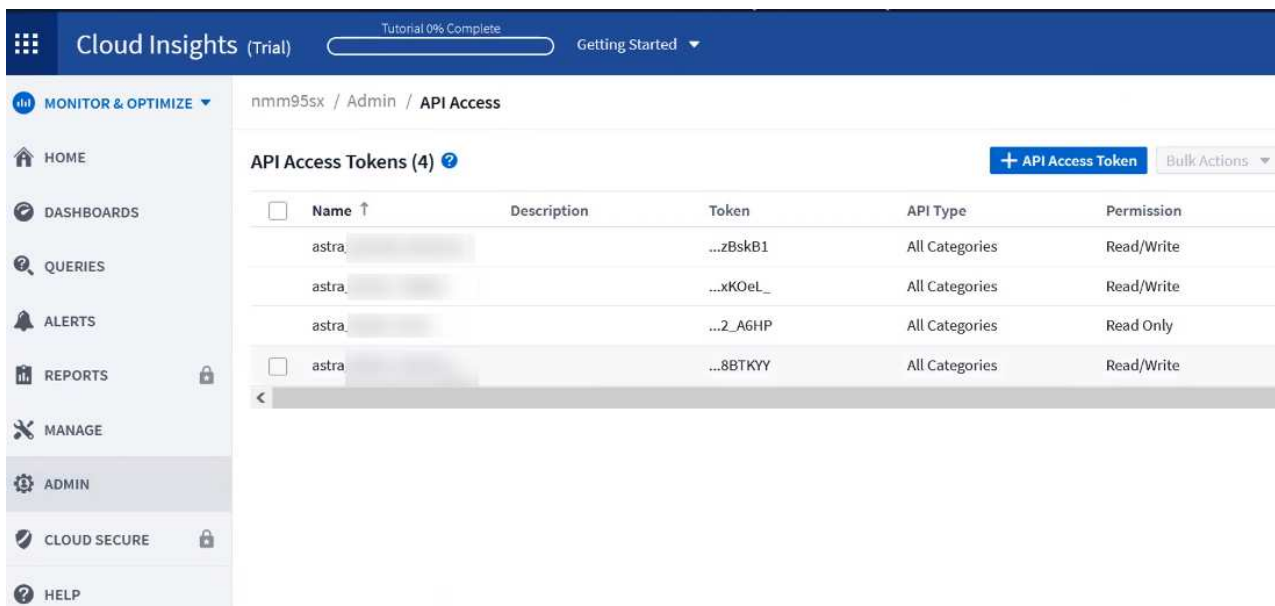 Cloud Insights (Trial)
Tutorial 0% Complete
Getting Started
MONITOR & OPTIMIZE
HOME
DASHBOARDS
QUERIES
ALERTS
REPORTS
MANAGE
ADMIN
CLOUD SECURE
HELP
nmm95sx / Admin / API Access
API Access Tokens (4)
+ API Access Token
Bulk Actions
Name ↑ Description Token API Type Permission
astra ...zBskB1 All Categories Read/Write
astra ...xKOeL_ All Categories Read/Write
astra ...2_A6HP All Categories Read Only
astra ...8BTKYY All Categories Read/Write